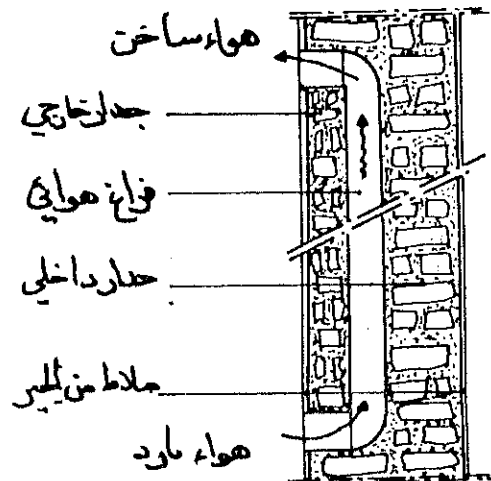 هواء ساخن
جدار خارجي
فراغ هوائي
جدار داخلي
ملاط من الجير
هواء بارد